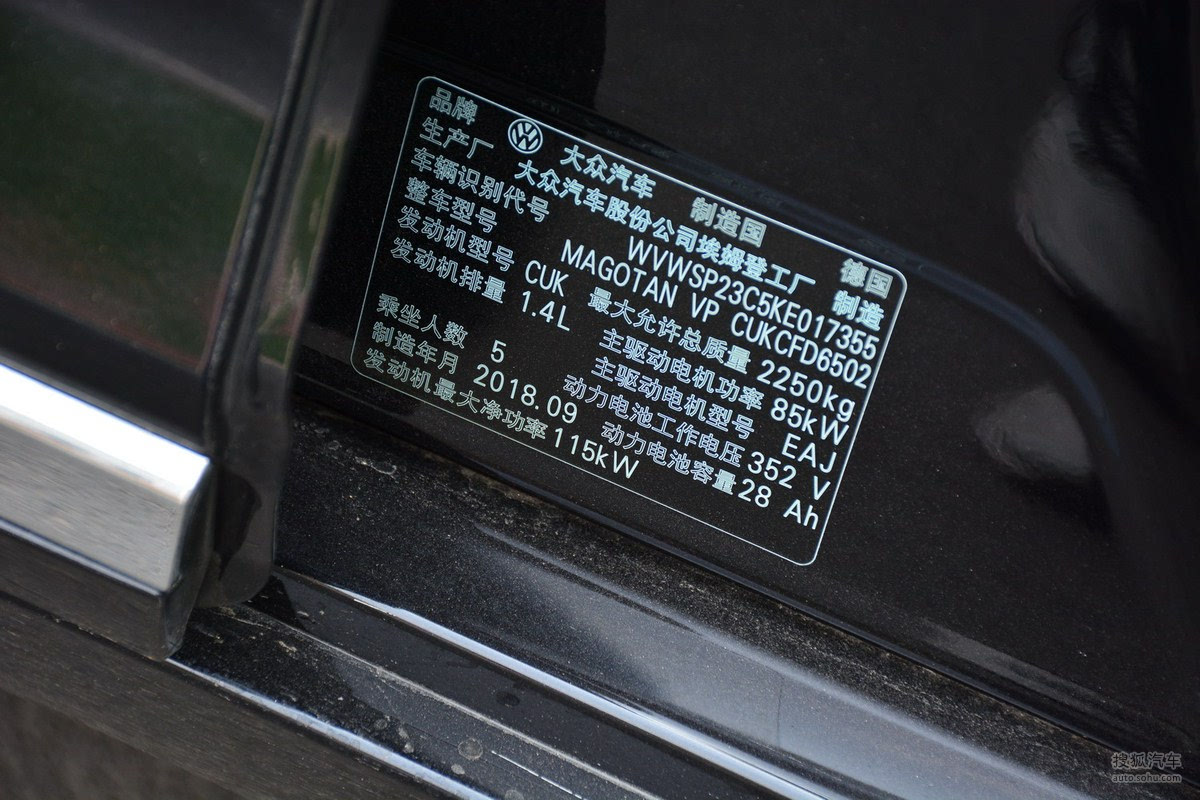 品牌 大众汽车 制造国 德国
生产厂 大众汽车股份公司埃姆登工厂 制造
车辆识别代号 WVWSP23C5KE017355
整车型号 MAGOTAN VP CUKCFD6502
发动机型号 CUK 最大允许总质量 2250kg
发动机排量 1.4L 主驱动电机功率 85kW
主驱动电机型号 EAJ
乘坐人数 5 动力电池工作电压 352 V
制造年月 2018.09 动力电池容量 28 Ah
发动机最大净功率 115kW
搜狐汽车
auto.sohu.com